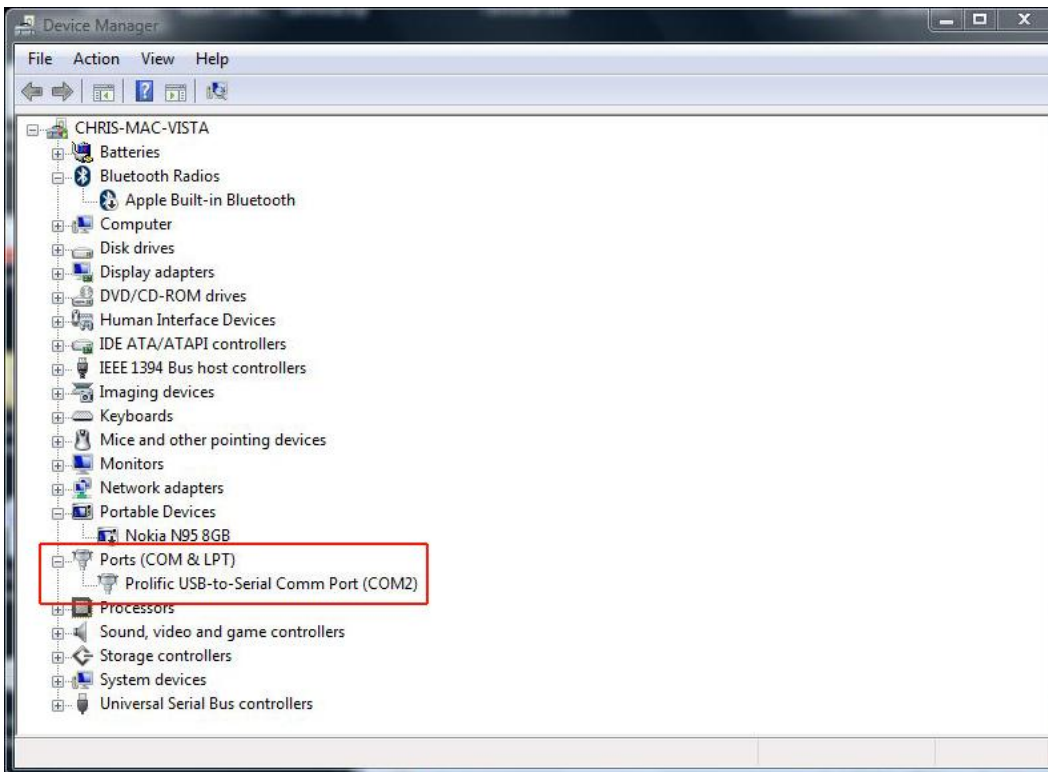 Device Manager
File Action View Help
CHRIS-MAC-VISTA
Batteries
Bluetooth Radios
Apple Built-in Bluetooth
Computer
Disk drives
Display adapters
DVD/CD-ROM drives
Human Interface Devices
IDE ATA/ATAPI controllers
IEEE 1394 Bus host controllers
Imaging devices
Keyboards
Mice and other pointing devices
Monitors
Network adapters
Portable Devices
Nokia N95 8GB
Ports (COM & LPT)
Prolific USB-to-Serial Comm Port (COM2)
Processors
Sound, video and game controllers
Storage controllers
System devices
Universal Serial Bus controllers